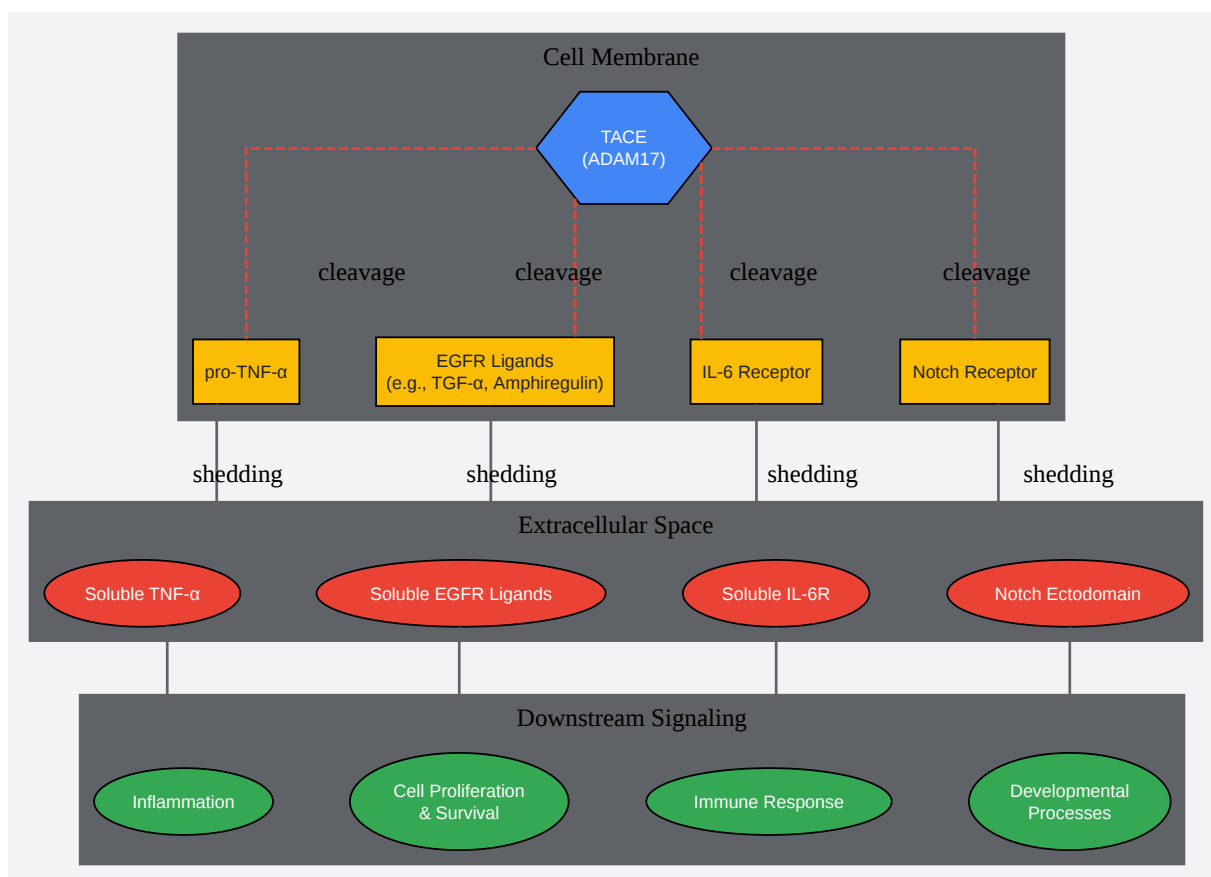 Cell Membrane
TACE
(ADAM17)
cleavage
cleavage
cleavage
cleavage
pro-TNF-α
EGFR Ligands
(e.g., TGF-α, Amphiregulin)
IL-6 Receptor
Notch Receptor
shedding
shedding
shedding
shedding
Extracellular Space
Soluble TNF-α
Soluble EGFR Ligands
Soluble IL-6R
Notch Ectodomain
Downstream Signaling
Inflammation
Cell Proliferation
& Survival
Immune Response
Developmental
Processes